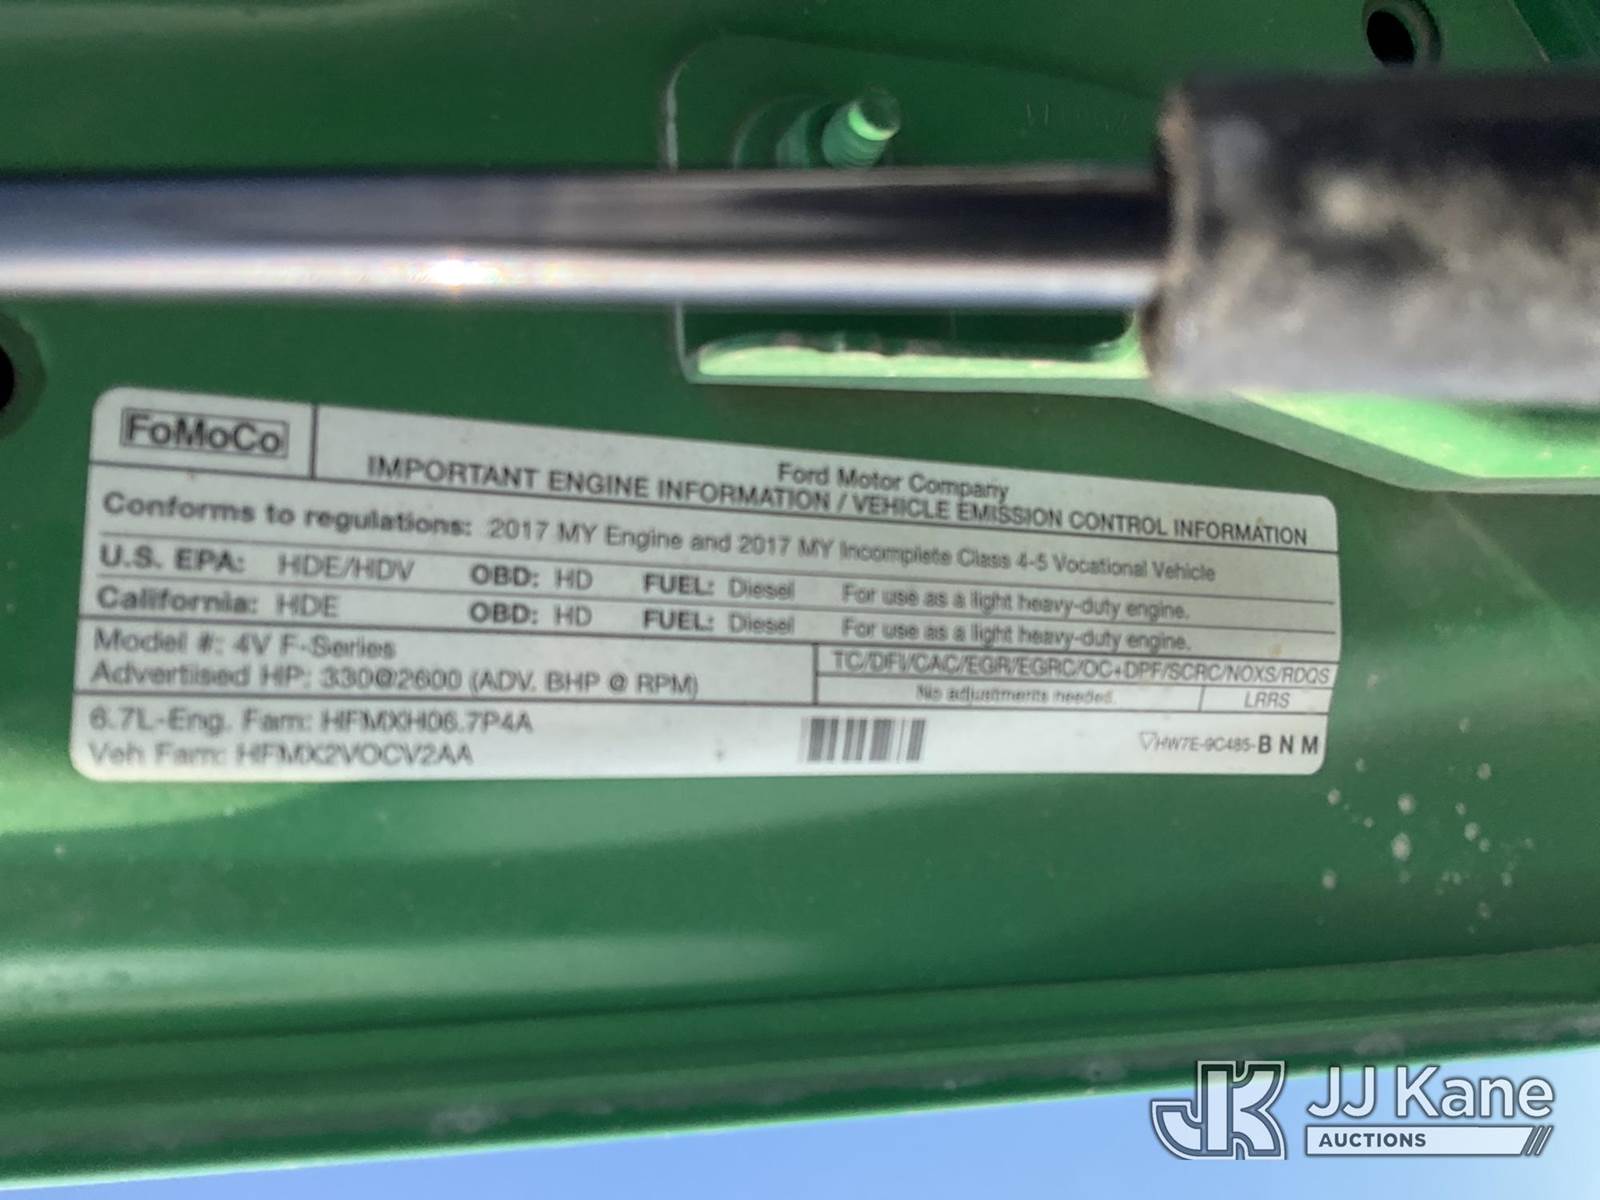 FoMoCo
Ford Motor Company
IMPORTANT ENGINE INFORMATION / VEHICLE EMISSION CONTROL INFORMATION
Conforms to regulations: 2017 MY Engine and 2017 MY Incomplete Class 4-5 Vocational Vehicle
U.S. EPA: HDE/HDV OBD: HD FUEL: Diesel For use as a light heavy-duty engine.
California: HDE OBD: HD FUEL: Diesel For use as a light heavy-duty engine.
Model #: 4V F-Series
Advertised HP: 330@2600 (ADV. BHP @ RPM)
TC/DFI/CAC/EGR/EGRC/OC+DPF/SCRC/NOXS/RDQS
No adjustments needed. LRRS
6.7L-Eng. Fam: HFMXH06.7P4A
Veh Fam: HFMX2VOCV2AA
HW7E-9C485-BNM
JK JJ Kane
AUCTIONS